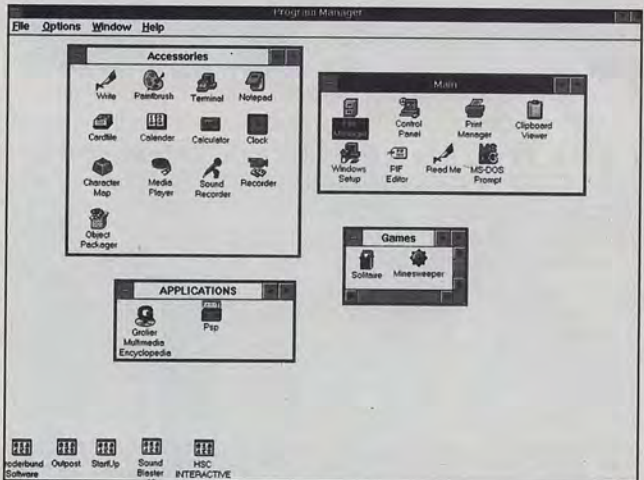 Program Manager
File Options Window Help
Accessories
Write Paintbrush Terminal Notepad
Cardfile Calendar Calculator Clock
Character Map Media Player Sound Recorder Recorder
Object Packager
Main
File Manager Control Panel Print Manager Clipboard Viewer
Windows Setup PIF Editor Read Me MS-DOS Prompt
Games
Solitaire Minesweeper
APPLICATIONS
Grolier Multimedia Encyclopedia Psp
roderbund Software Outpost StartUp Sound Blaster HSC INTERACTIVE